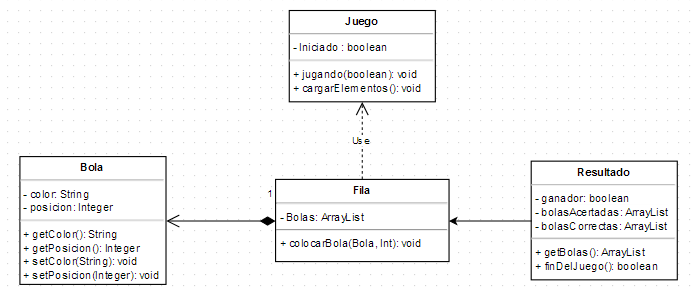 Juego
- Iniciado : boolean
+ jugando(boolean): void
+ cargarElementos(): void
Use
Bola
- color: String
- posicion: Integer
+ getColor(): String
+ getPosicion(): Integer
+ setColor(String): void
+ setPosicion(Integer): void
1
Fila
- Bolas: ArrayList
+ colocarBola(Bola, Int): void
Resultado
- ganador: boolean
- bolasAcertadas: ArrayList
- bolasCorrectas: ArrayList
+ getBolas(): ArrayList
+ finDelJuego(): boolean